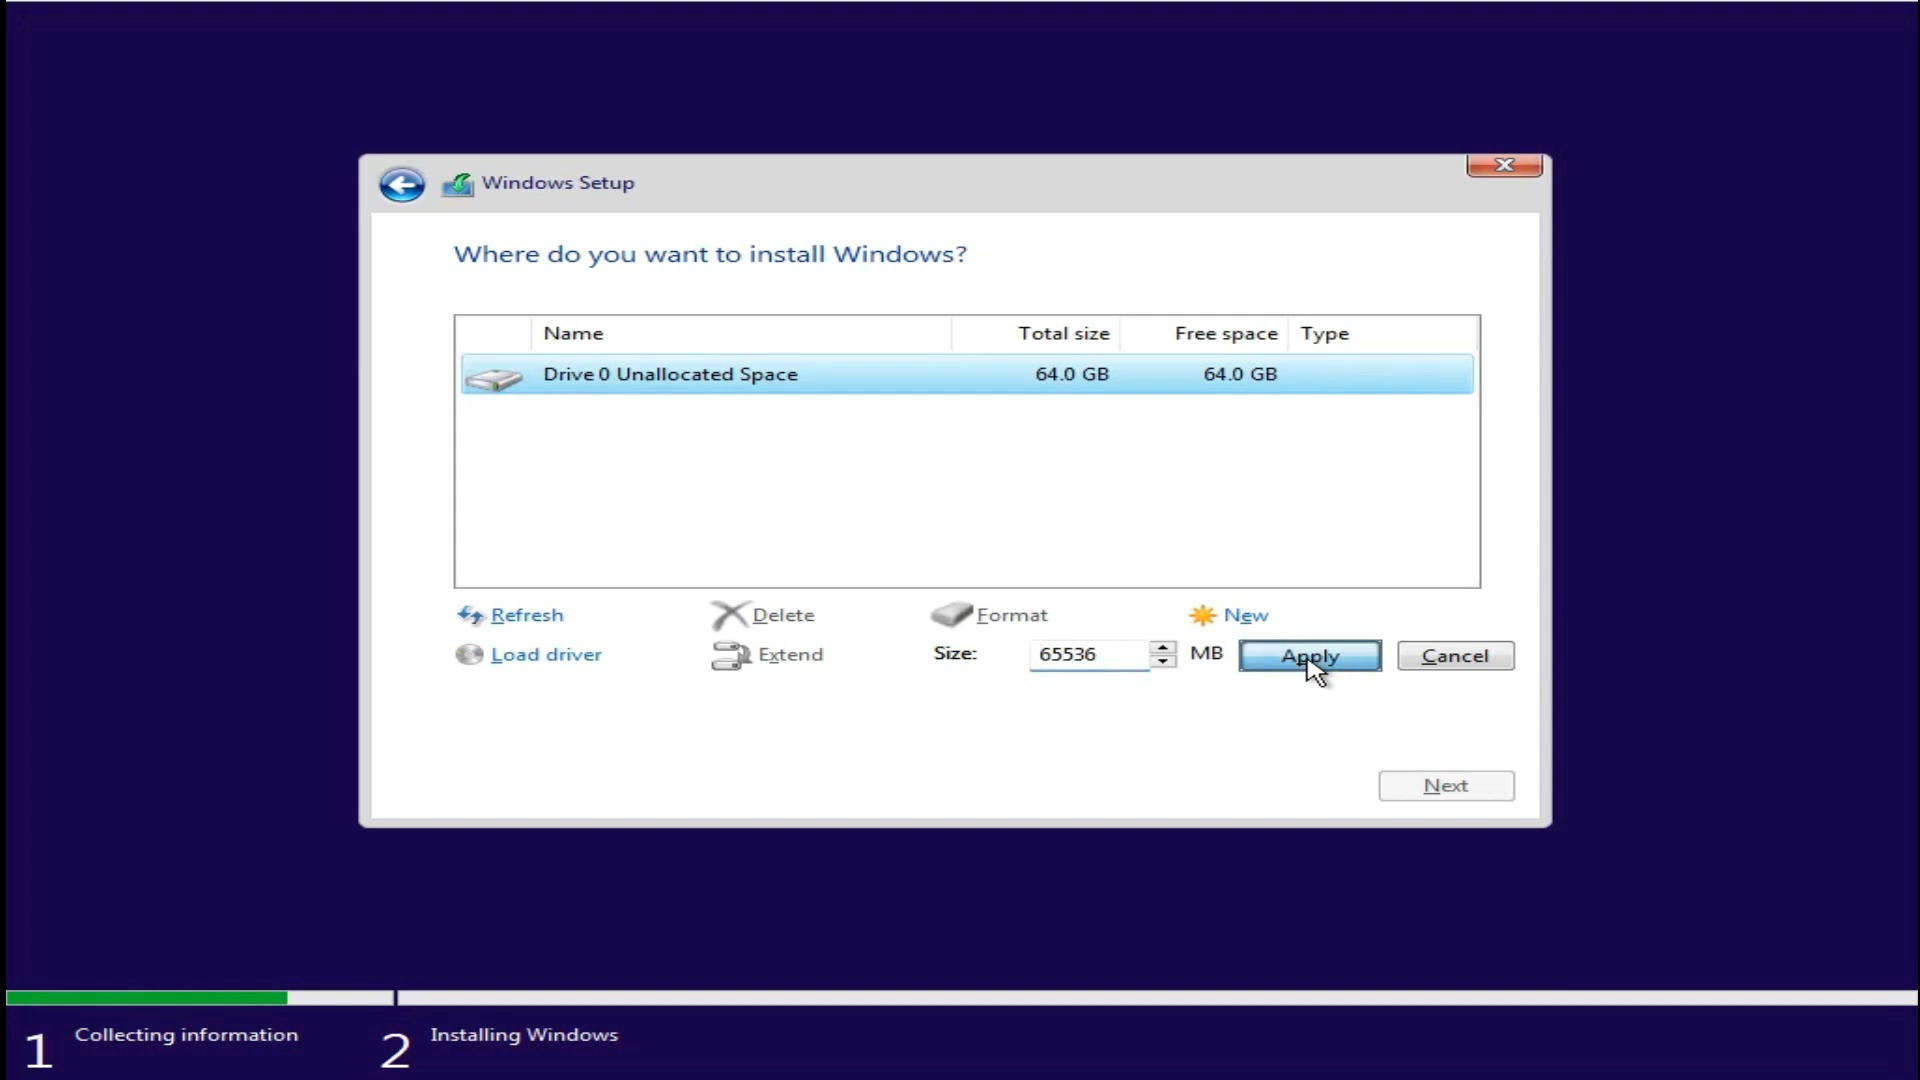 Windows Setup
Where do you want to install Windows?
Name Total size Free space Type
Drive 0 Unallocated Space 64.0 GB 64.0 GB
Refresh Delete Format New
Load driver Extend Size: 65536 MB Apply Cancel
Next
1 Collecting information 2 Installing Windows